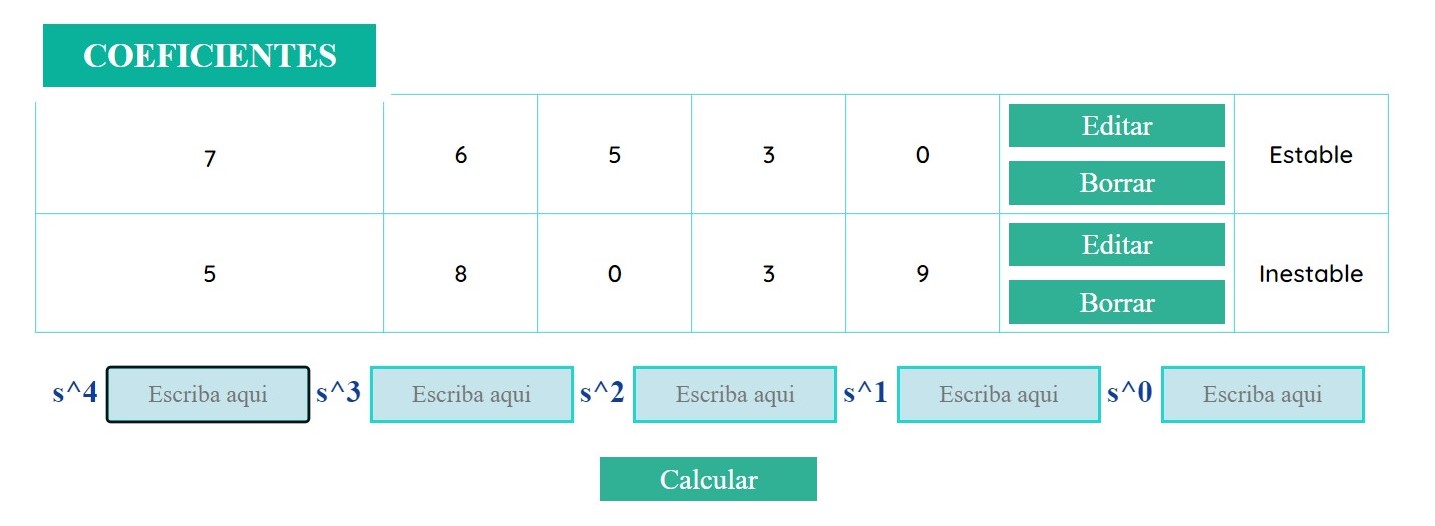 COEFICIENTES
7 6 5 3 0 Editar Borrar Estable
5 8 0 3 9 Editar Borrar Inestable
s^4 Escriba aqui s^3 Escriba aqui s^2 Escriba aqui s^1 Escriba aqui s^0 Escriba aqui
Calcular